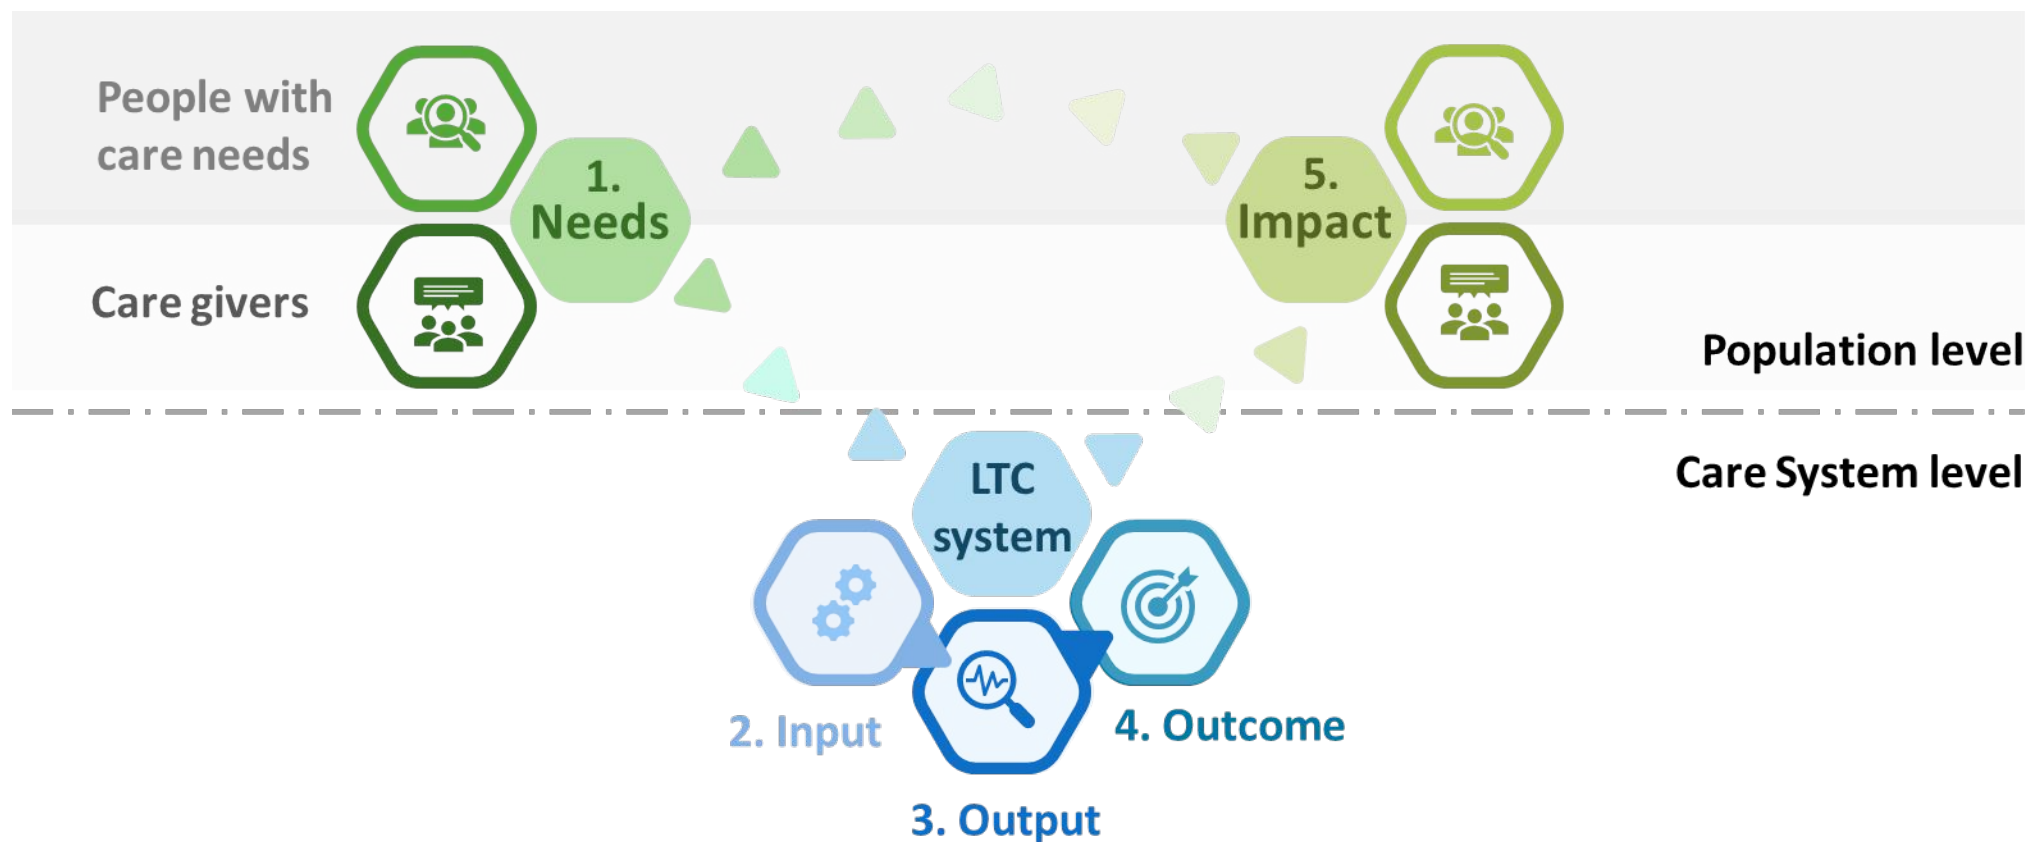 People with
care needs
1.
Needs
5.
Impact
Care givers
Population level
Care System level
LTC
system
2. Input
4. Outcome
3. Output